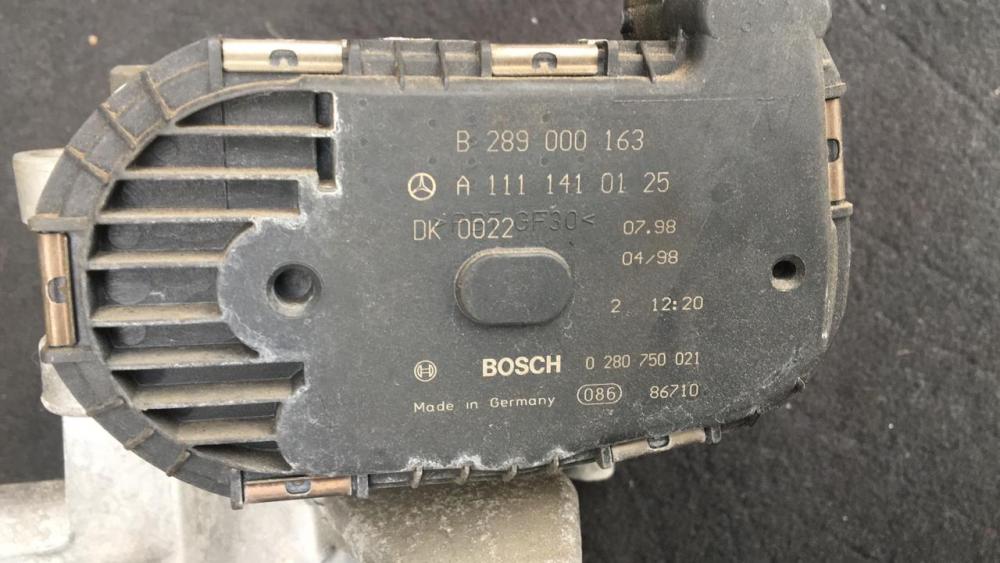 B 289 000 163
A 111 141 01 25
DK 0022 GF30<
07.98
04/98
2 12:20
BOSCH 0 280 750 021
Made in Germany 086 86710